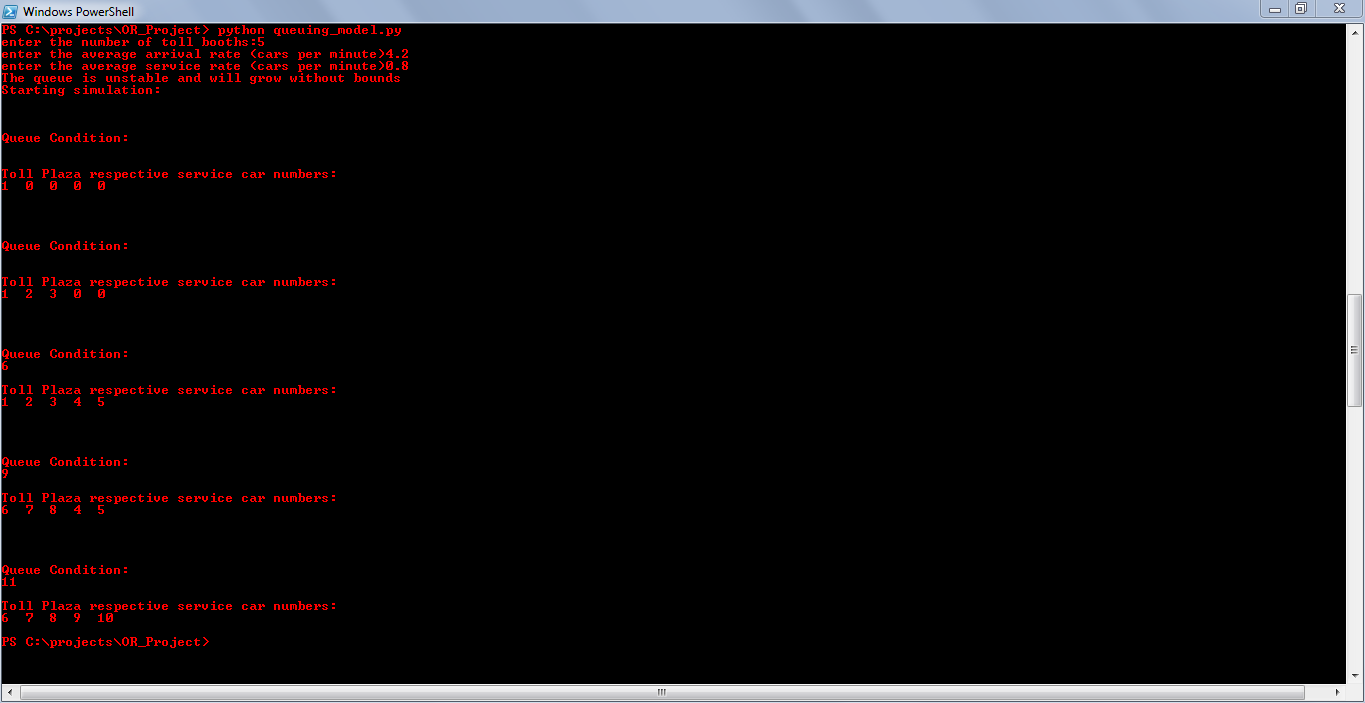 Windows PowerShell
PS C:\projects\OR_Project> python queuing_model.py
enter the number of toll booths:5
enter the average arrival rate (cars per minute)4.2
enter the average service rate (cars per minute)0.8
The queue is unstable and will grow without bounds
Starting simulation:
Queue Condition:
Toll Plaza respective service car numbers:
1 0 0 0 0
Queue Condition:
Toll Plaza respective service car numbers:
1 2 3 0 0
Queue Condition:
6
Toll Plaza respective service car numbers:
1 2 3 4 5
Queue Condition:
9
Toll Plaza respective service car numbers:
6 7 8 4 5
Queue Condition:
11
Toll Plaza respective service car numbers:
6 7 8 9 10
PS C:\projects\OR_Project>